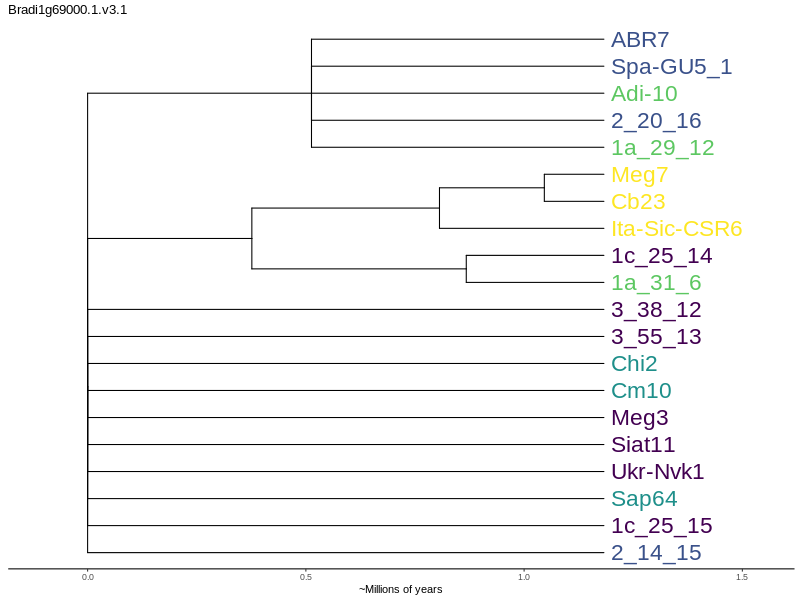 Bradi1g69000.1.v3.1
ABR7
Spa-GU5_1
Adi-10
2_20_16
1a_29_12
Meg7
Cb23
Ita-Sic-CSR6
1c_25_14
1a_31_6
3_38_12
3_55_13
Chi2
Cm10
Meg3
Siat11
Ukr-Nvk1
Sap64
1c_25_15
2_14_15
0.0 0.5 1.0 1.5
~Millions of years